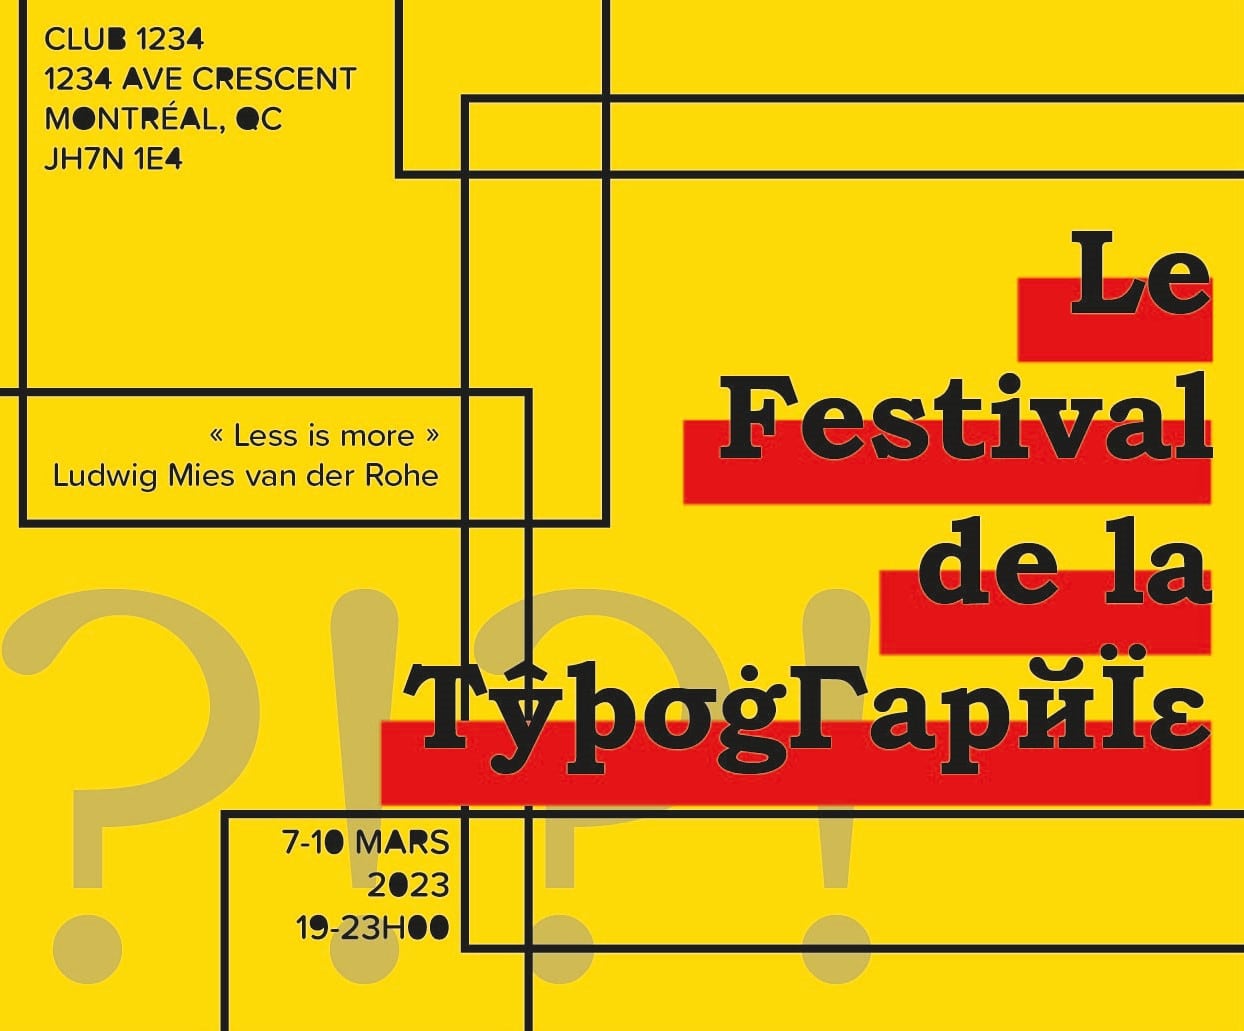 CLUB 1234
1234 AVE CRESCENT
MONTRÉAL, QC
JH7N 1E4
Le
Festival
de la
TŷþσġГapйÏε
« Less is more »
Ludwig Mies van der Rohe
?!?!
7-10 MARS
2023
19-23H00